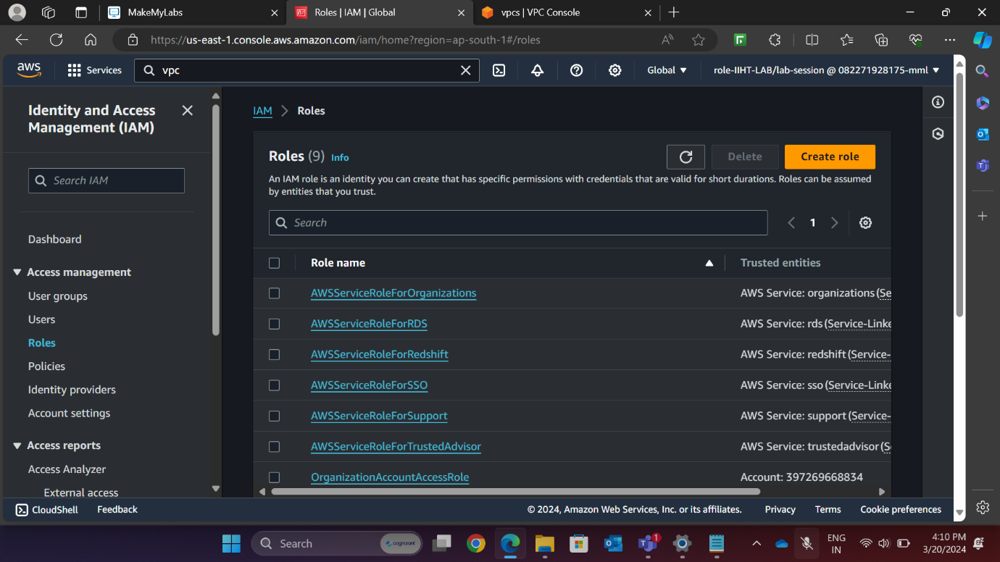 MakeMyLabs
Roles | IAM | Global
vpcs | VPC Console
https://us-east-1.console.aws.amazon.com/iam/home?region=ap-south-1#/roles
aws
Services
vpc
Global
role-IIHT-LAB/lab-session @ 082271928175-mml
Identity and Access
Management (IAM)
Search IAM
Dashboard
Access management
User groups
Users
Roles
Policies
Identity providers
Account settings
Access reports
Access Analyzer
External access
IAM > Roles
Roles (9) Info
Delete
Create role
An IAM role is an identity you can create that has specific permissions with credentials that are valid for short durations. Roles can be assumed
by entities that you trust.
Search
1
Role name Trusted entities
AWSServiceRoleForOrganizations AWS Service: organizations (Se
AWSServiceRoleForRDS AWS Service: rds (Service-Linke
AWSServiceRoleForRedshift AWS Service: redshift (Service-
AWSServiceRoleForSSO AWS Service: sso (Service-Linke
AWSServiceRoleForSupport AWS Service: support (Service-
AWSServiceRoleForTrustedAdvisor AWS Service: trustedadvisor (S
OrganizationAccountAccessRole Account: 397269668834
CloudShell Feedback © 2024, Amazon Web Services, Inc. or its affiliates. Privacy Terms Cookie preferences
Search
cognizant
1
ENG
IN
4:10 PM
3/20/2024